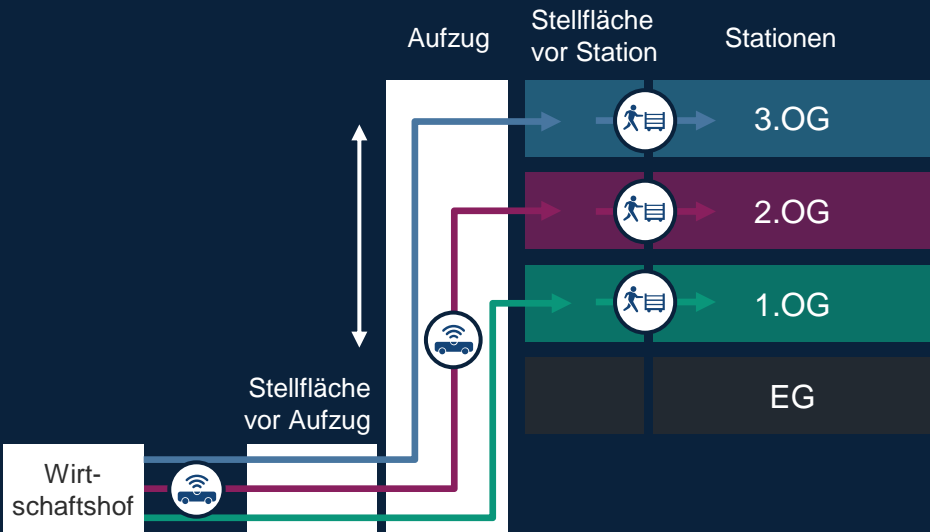 Aufzug
Stellfläche
vor Station
Stationen
3.OG
2.OG
1.OG
Stellfläche
vor Aufzug
EG
Wirt-
schaftshof